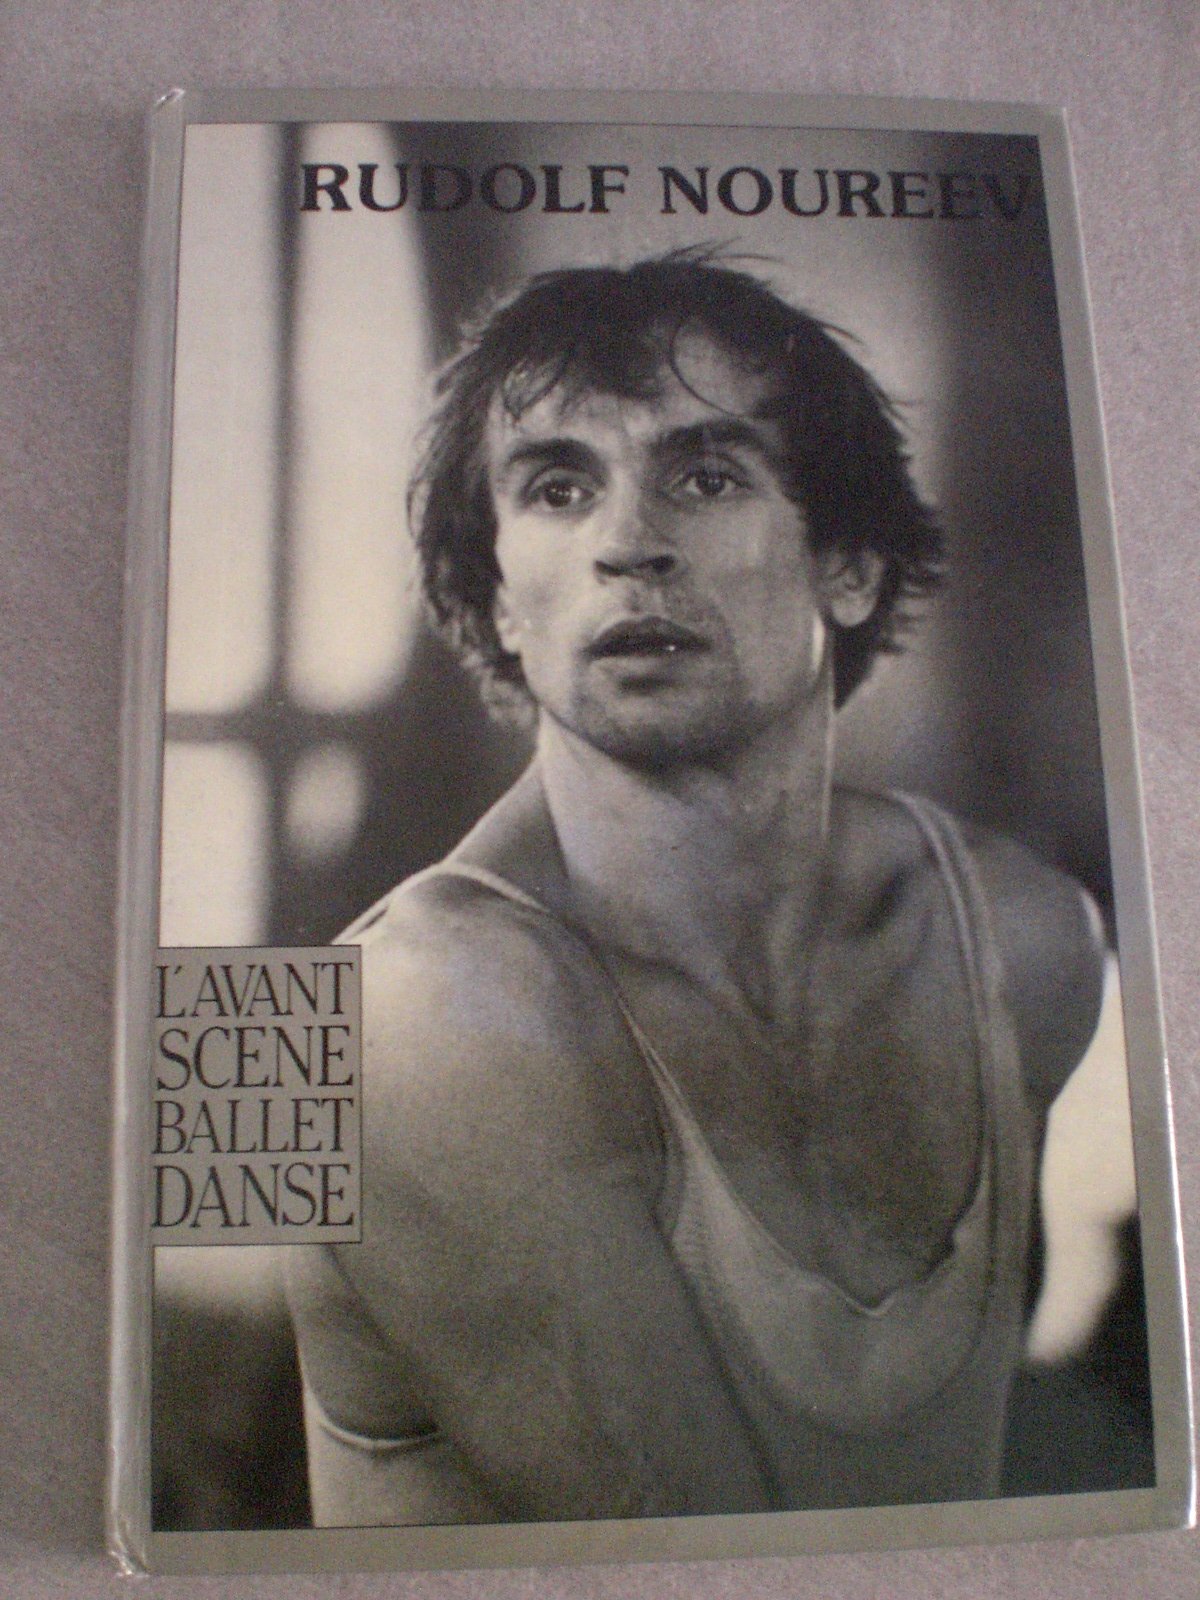 RUDOLF NOUREEV
L'AVANT
SCENE
BALLET
DANSE